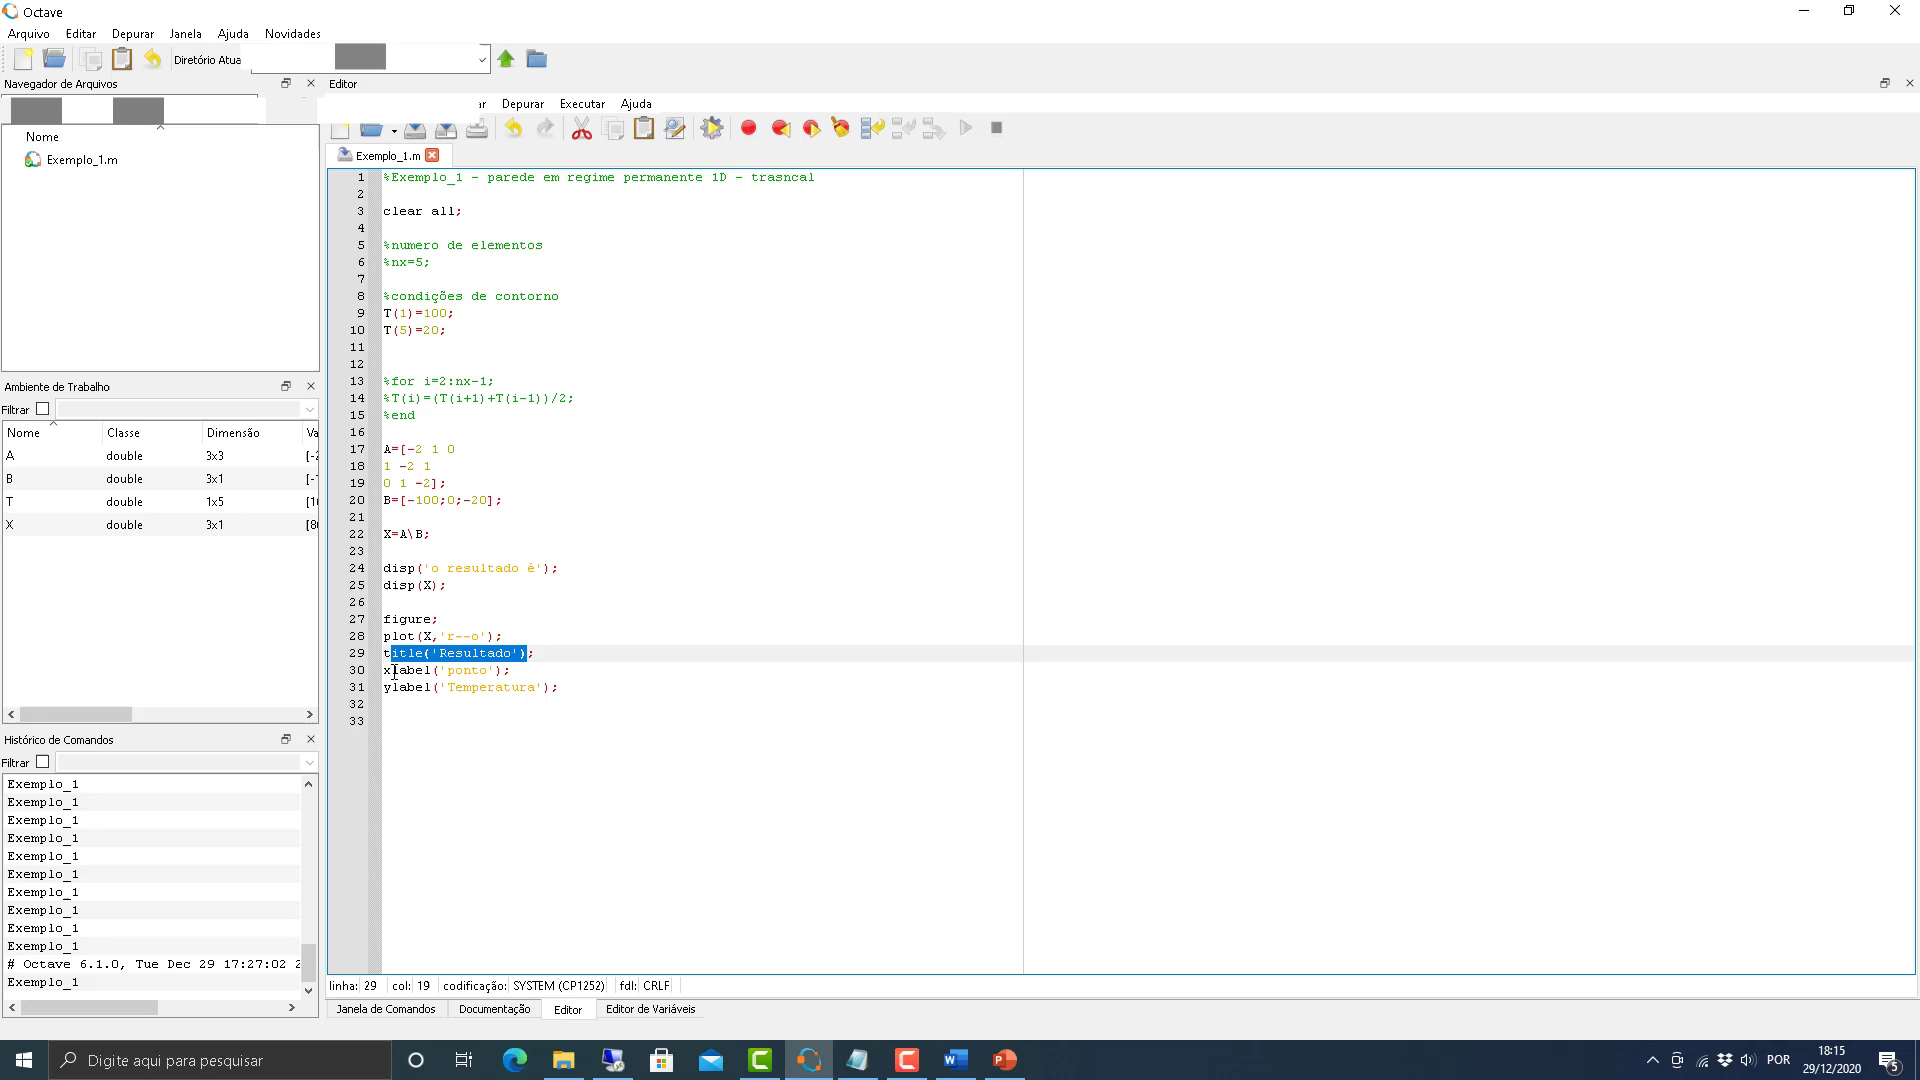 Octave
Arquivo Editar Depurar Janela Ajuda Novidades
Diretório Atua
Navegador de Arquivos
Editor
ar Depurar Executar Ajuda
Nome
Exemplo_1.m
Exemplo_1.m
1 %Exemplo_1 - parede em regime permanente 1D - trasncal
2
3 clear all;
4
5 %numero de elementos
6 %nx=5;
7
8 %condições de contorno
9 T(1)=100;
10 T(5)=20;
11
12
13 %for i=2:nx-1;
14 %T(i)=(T(i+1)+T(i-1))/2;
15 %end
16
17 A=[-2 1 0
18 1 -2 1
19 0 1 -2];
20 B=[-100;0;-20];
21
22 X=A\B;
23
24 disp('o resultado é');
25 disp(X);
26
27 figure;
28 plot(X,'r--o');
29 title('Resultado');
30 xlabel('ponto');
31 ylabel('Temperatura');
32
33
Ambiente de Trabalho
Filtrar
Nome Classe Dimensão Va
A double 3x3 [-2
B double 3x1 [-1
T double 1x5 [10
X double 3x1 [80
Histórico de Comandos
Filtrar
Exemplo_1
Exemplo_1
Exemplo_1
Exemplo_1
Exemplo_1
Exemplo_1
Exemplo_1
Exemplo_1
Exemplo_1
Exemplo_1
# Octave 6.1.0, Tue Dec 29 17:27:02 2
Exemplo_1
linha: 29 col: 19 codificação: SYSTEM (CP1252) fdl: CRLF
Janela de Comandos Documentação Editor Editor de Variáveis
Digite aqui para pesquisar
POR
18:15
29/12/2020
5